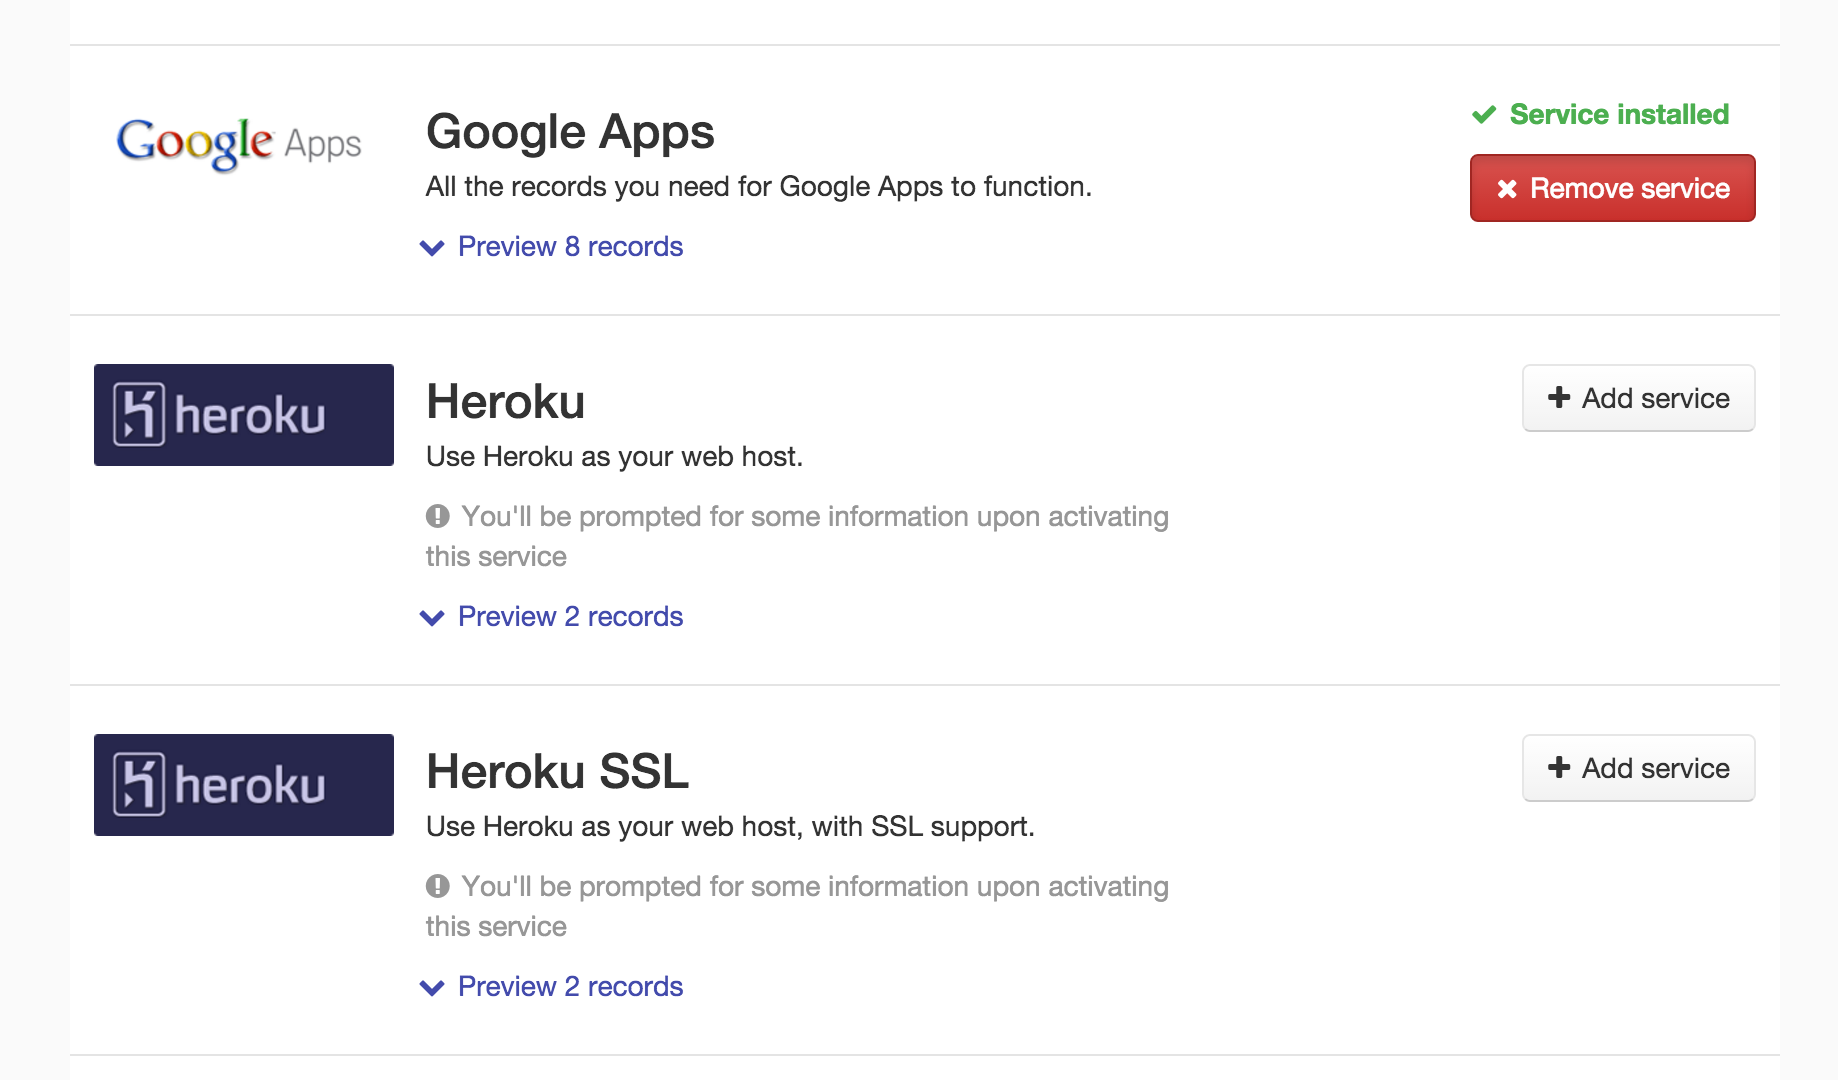 Google Apps
Google Apps
All the records you need for Google Apps to function.
Preview 8 records
Service installed
Remove service
heroku
Heroku
Use Heroku as your web host.
You'll be prompted for some information upon activating
this service
Preview 2 records
Add service
heroku
Heroku SSL
Use Heroku as your web host, with SSL support.
You'll be prompted for some information upon activating
this service
Preview 2 records
Add service